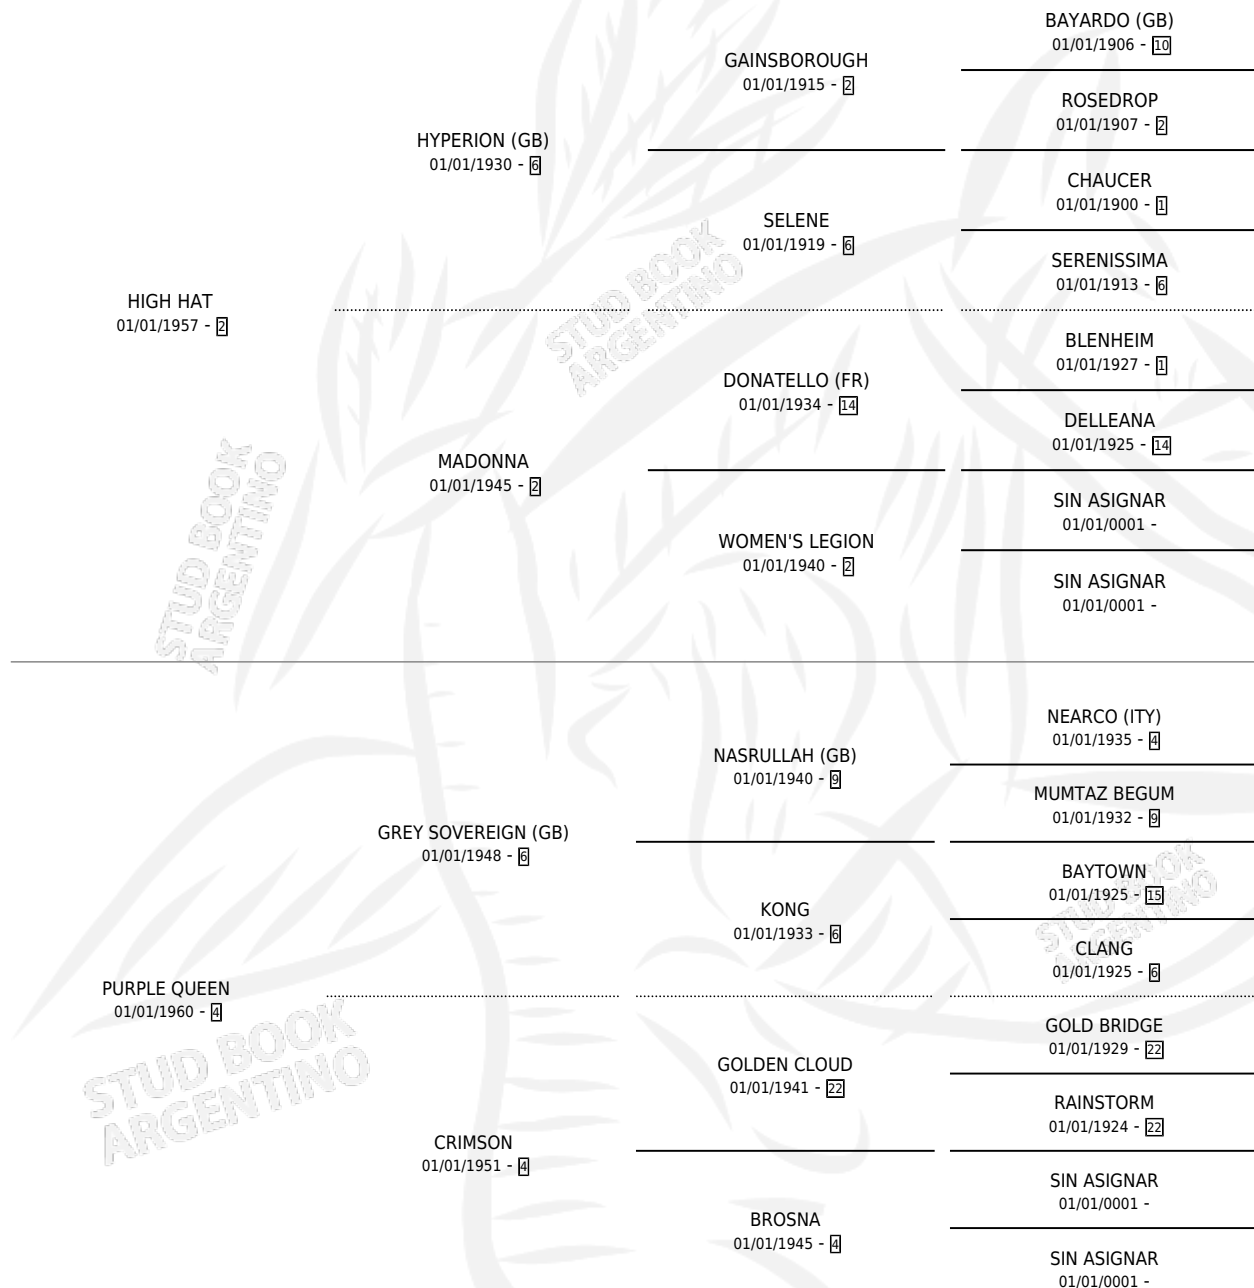 BAYARDO (GB)
01/01/1906 - 10
GAINSBOROUGH
01/01/1915 - 2
ROSEDROP
01/01/1907 - 2
HYPERION (GB)
01/01/1930 - 6
CHAUCER
01/01/1900 - 1
SELENE
01/01/1919 - 6
SERENISSIMA
01/01/1913 - 6
HIGH HAT
01/01/1957 - 2
BLENHEIM
01/01/1927 - 1
DONATELLO (FR)
01/01/1934 - 14
DELLEANA
01/01/1925 - 14
MADONNA
01/01/1945 - 2
SIN ASIGNAR
01/01/0001 -
WOMEN'S LEGION
01/01/1940 - 2
SIN ASIGNAR
01/01/0001 -
NEARCO (ITY)
01/01/1935 - 4
NASRULLAH (GB)
01/01/1940 - 9
MUMTAZ BEGUM
01/01/1932 - 9
GREY SOVEREIGN (GB)
01/01/1948 - 6
BAYTOWN
01/01/1925 - 15
KONG
01/01/1933 - 6
CLANG
01/01/1925 - 6
PURPLE QUEEN
01/01/1960 - 4
GOLD BRIDGE
01/01/1929 - 22
GOLDEN CLOUD
01/01/1941 - 22
RAINSTORM
01/01/1924 - 22
CRIMSON
01/01/1951 - 4
SIN ASIGNAR
01/01/0001 -
BROSNA
01/01/1945 - 4
SIN ASIGNAR
01/01/0001 -
STUD BOOK
ARGENTINO
STUD BOOK
ARGENTINO
STUD BOOK
ARGENTINO
STUD BOOK
ARGENTINO